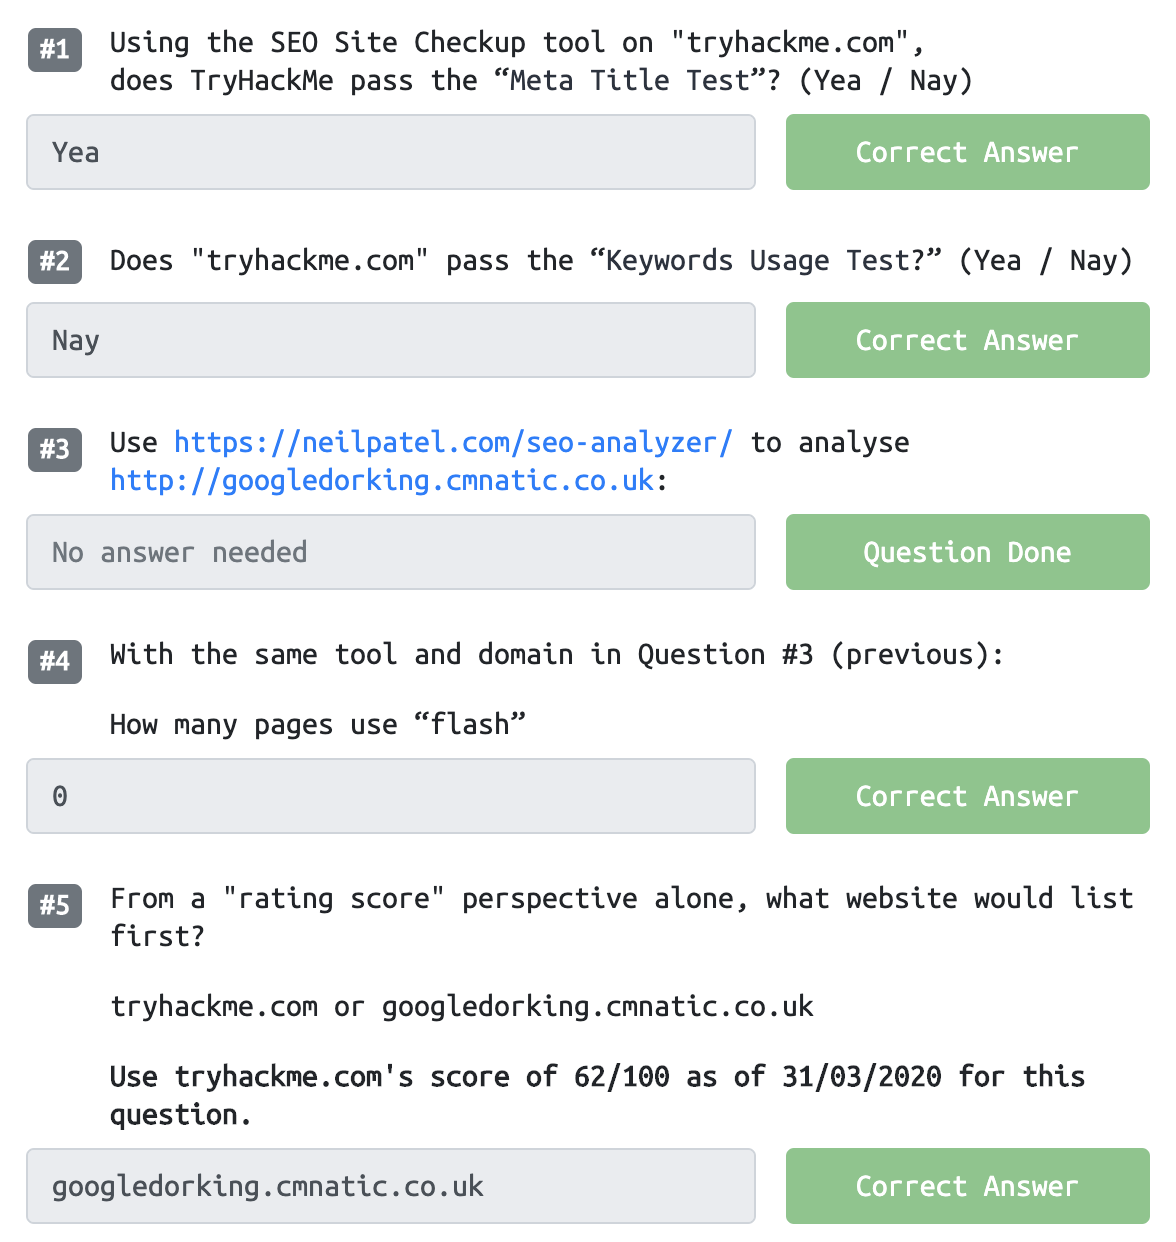 #1 Using the SEO Site Checkup tool on "tryhackme.com",
does TryHackMe pass the “Meta Title Test”? (Yea / Nay)
Yea Correct Answer
#2 Does "tryhackme.com" pass the “Keywords Usage Test?” (Yea / Nay)
Nay Correct Answer
#3 Use https://neilpatel.com/seo-analyzer/ to analyse
http://googledorking.cmnatic.co.uk:
No answer needed Question Done
#4 With the same tool and domain in Question #3 (previous):
How many pages use “flash”
0 Correct Answer
#5 From a "rating score" perspective alone, what website would list
first?
tryhackme.com or googledorking.cmnatic.co.uk
Use tryhackme.com's score of 62/100 as of 31/03/2020 for this
question.
googledorking.cmnatic.co.uk Correct Answer